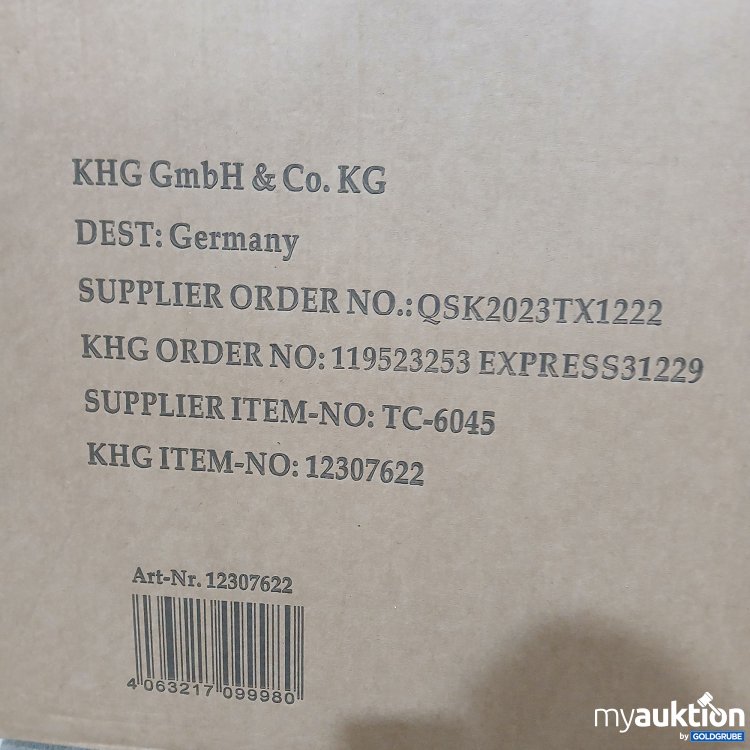 KHG GmbH & Co. KG
DEST: Germany
SUPPLIER ORDER NO.: QSK2023TX1222
KHG ORDER NO: 119523253 EXPRESS31229
SUPPLIER ITEM-NO: TC-6045
KHG ITEM-NO: 12307622
Art-Nr. 12307622
4 063217 099980
myauktion
by GOLDGRUBE